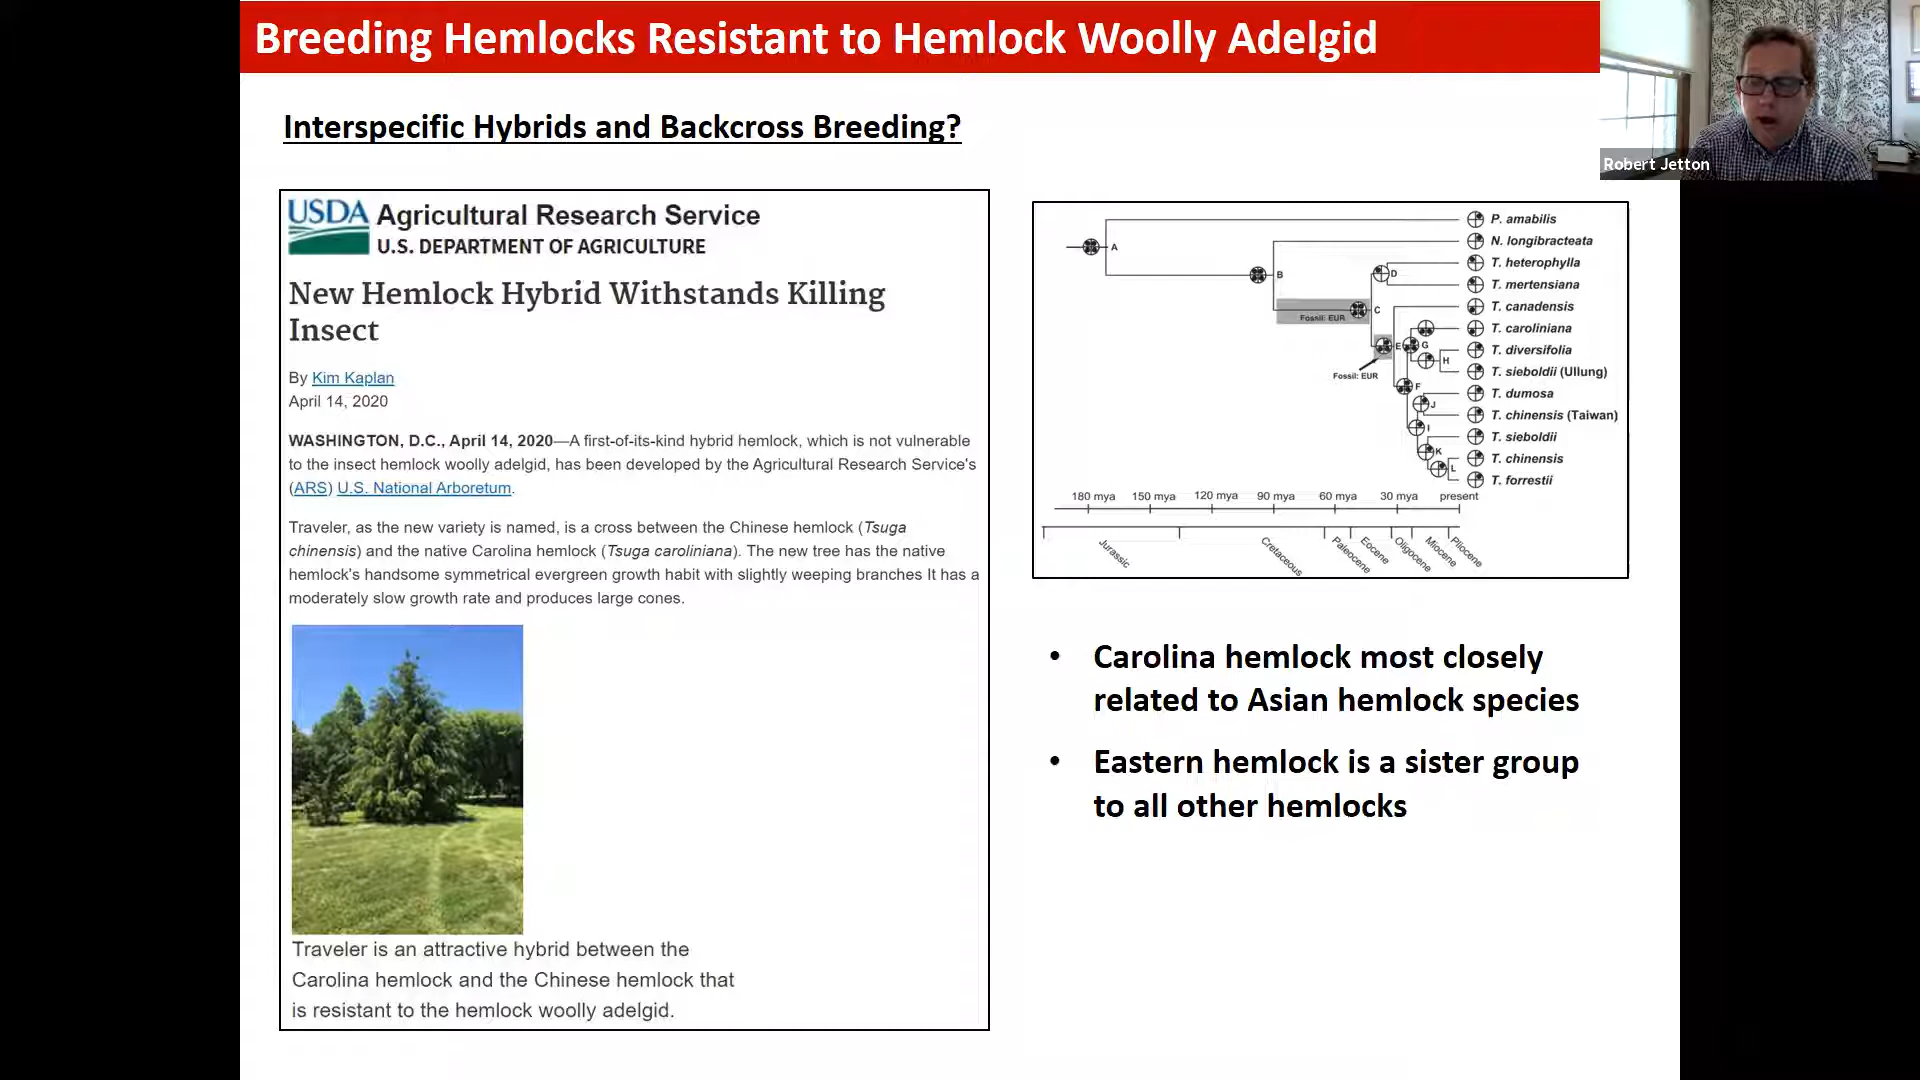 Breeding Hemlocks Resistant to Hemlock Woolly Adelgid
Robert Jetton
Interspecific Hybrids and Backcross Breeding?
USDA Agricultural Research Service
U.S. DEPARTMENT OF AGRICULTURE
New Hemlock Hybrid Withstands Killing
Insect
By Kim Kaplan
April 14, 2020
WASHINGTON, D.C., April 14, 2020—A first-of-its-kind hybrid hemlock, which is not vulnerable
to the insect hemlock woolly adelgid, has been developed by the Agricultural Research Service's
(ARS) U.S. National Arboretum.
Traveler, as the new variety is named, is a cross between the Chinese hemlock (Tsuga
chinensis) and the native Carolina hemlock (Tsuga caroliniana). The new tree has the native
hemlock's handsome symmetrical evergreen growth habit with slightly weeping branches It has a
moderately slow growth rate and produces large cones.
Traveler is an attractive hybrid between the
Carolina hemlock and the Chinese hemlock that
is resistant to the hemlock woolly adelgid.
P. amabilis
A
N. longibracteata
T. heterophylla
B
D
T. mertensiana
T. canadensis
C
Fossil: EUR
T. caroliniana
E
G
T. diversifolia
H
T. sieboldii (Ullung)
Fossil: EUR
F
T. dumosa
J
T. chinensis (Taiwan)
I
T. sieboldii
K
T. chinensis
L
T. forrestii
180 mya 150 mya 120 mya 90 mya 60 mya 30 mya present
Jurassic Cretaceous Paleocene Eocene Oligocene Miocene Pliocene
• Carolina hemlock most closely
related to Asian hemlock species
• Eastern hemlock is a sister group
to all other hemlocks